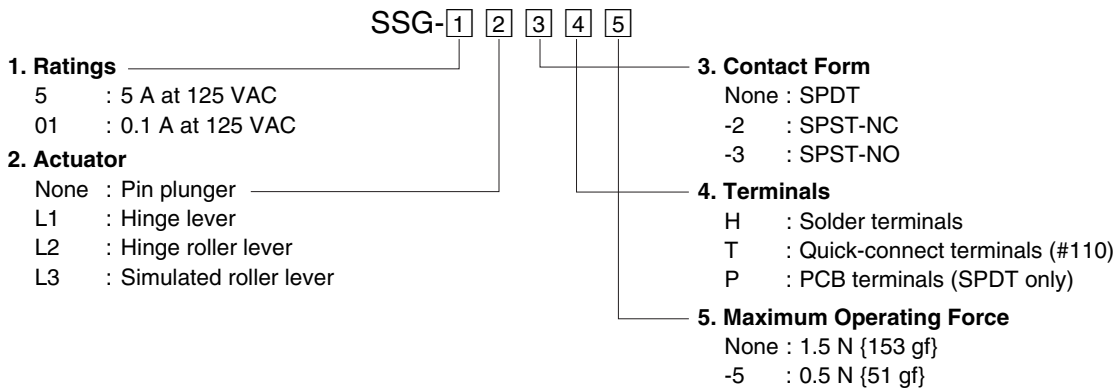 SSG-1 2 3 4 5
1. Ratings
5 : 5 A at 125 VAC
01 : 0.1 A at 125 VAC
2. Actuator
None : Pin plunger
L1 : Hinge lever
L2 : Hinge roller lever
L3 : Simulated roller lever
3. Contact Form
None : SPDT
-2 : SPST-NC
-3 : SPST-NO
4. Terminals
H : Solder terminals
T : Quick-connect terminals (#110)
P : PCB terminals (SPDT only)
5. Maximum Operating Force
None : 1.5 N {153 gf}
-5 : 0.5 N {51 gf}